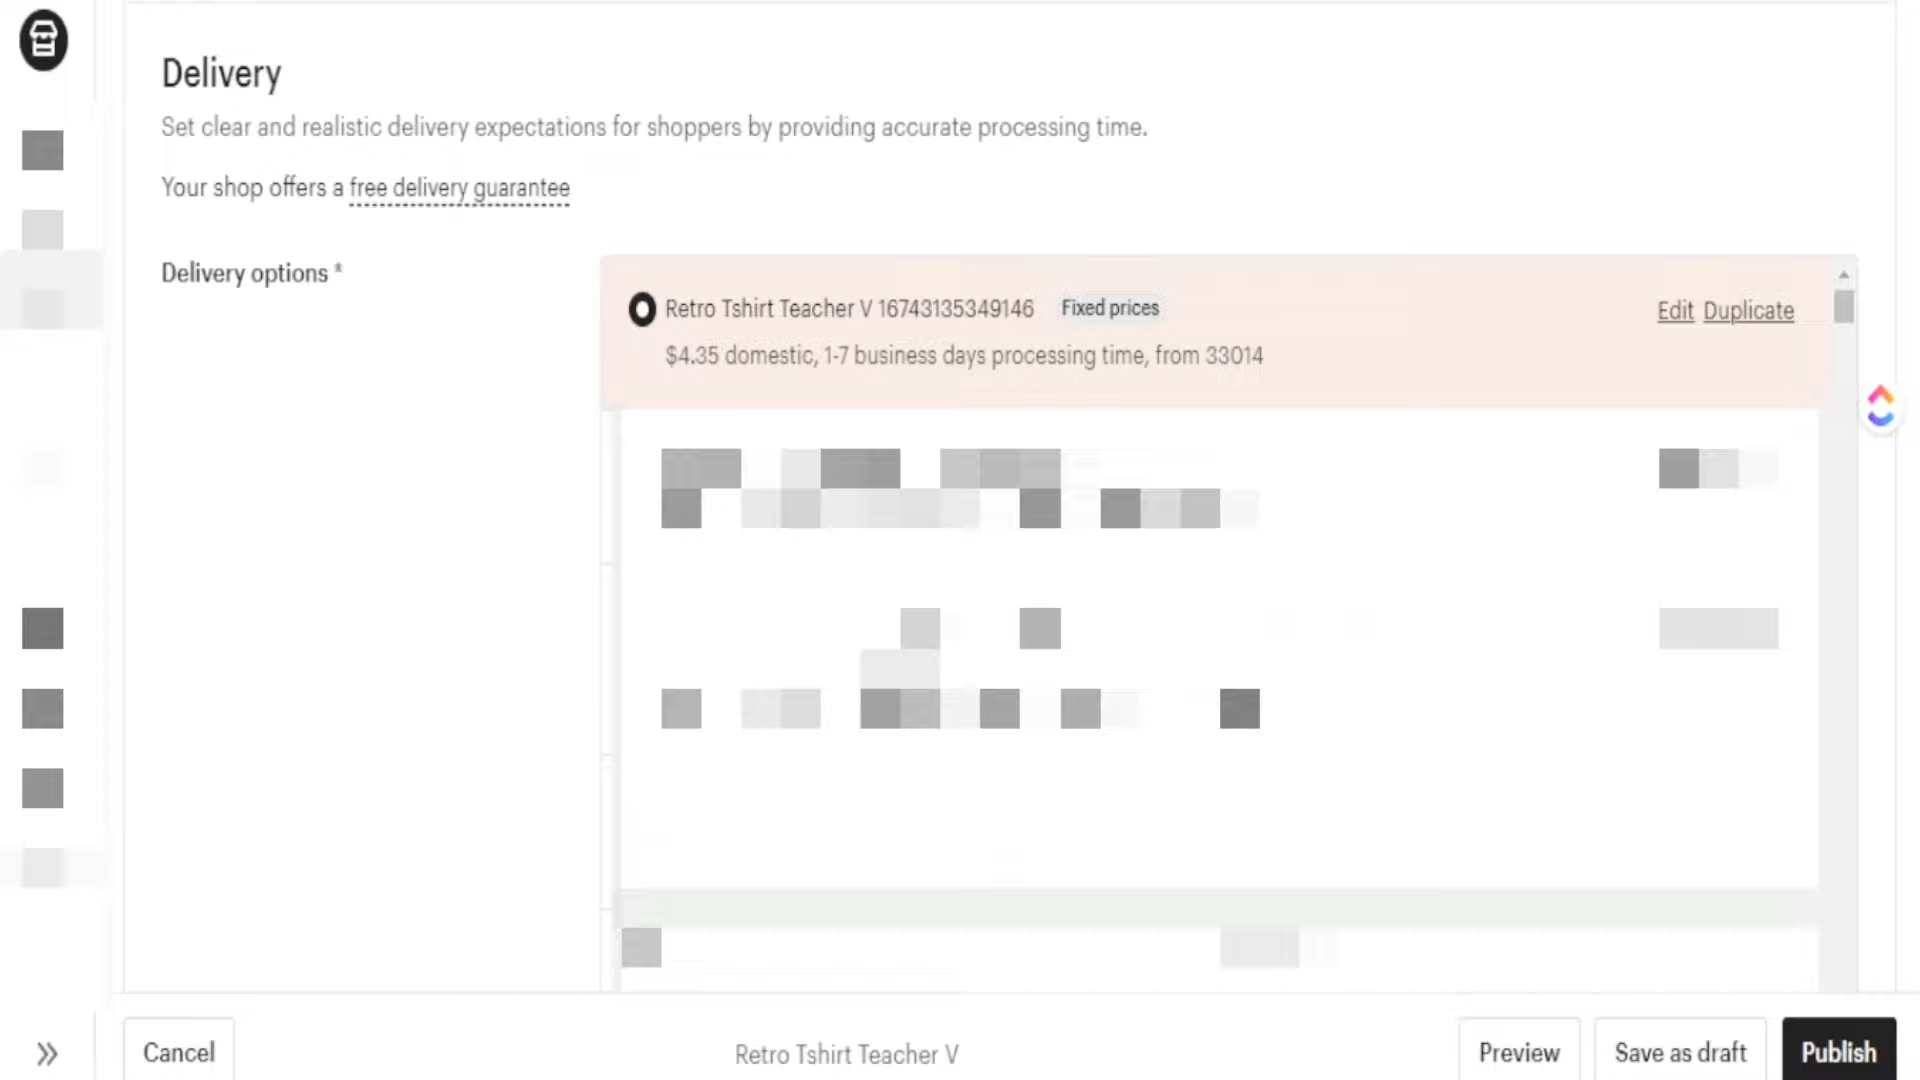 Delivery
Set clear and realistic delivery expectations for shoppers by providing accurate processing time.
Your shop offers a free delivery guarantee
Delivery options *
Retro Tshirt Teacher V 16743135349146 Fixed prices Edit Duplicate
$4.35 domestic, 1-7 business days processing time, from 33014
Cancel Retro Tshirt Teacher V Preview Save as draft Publish